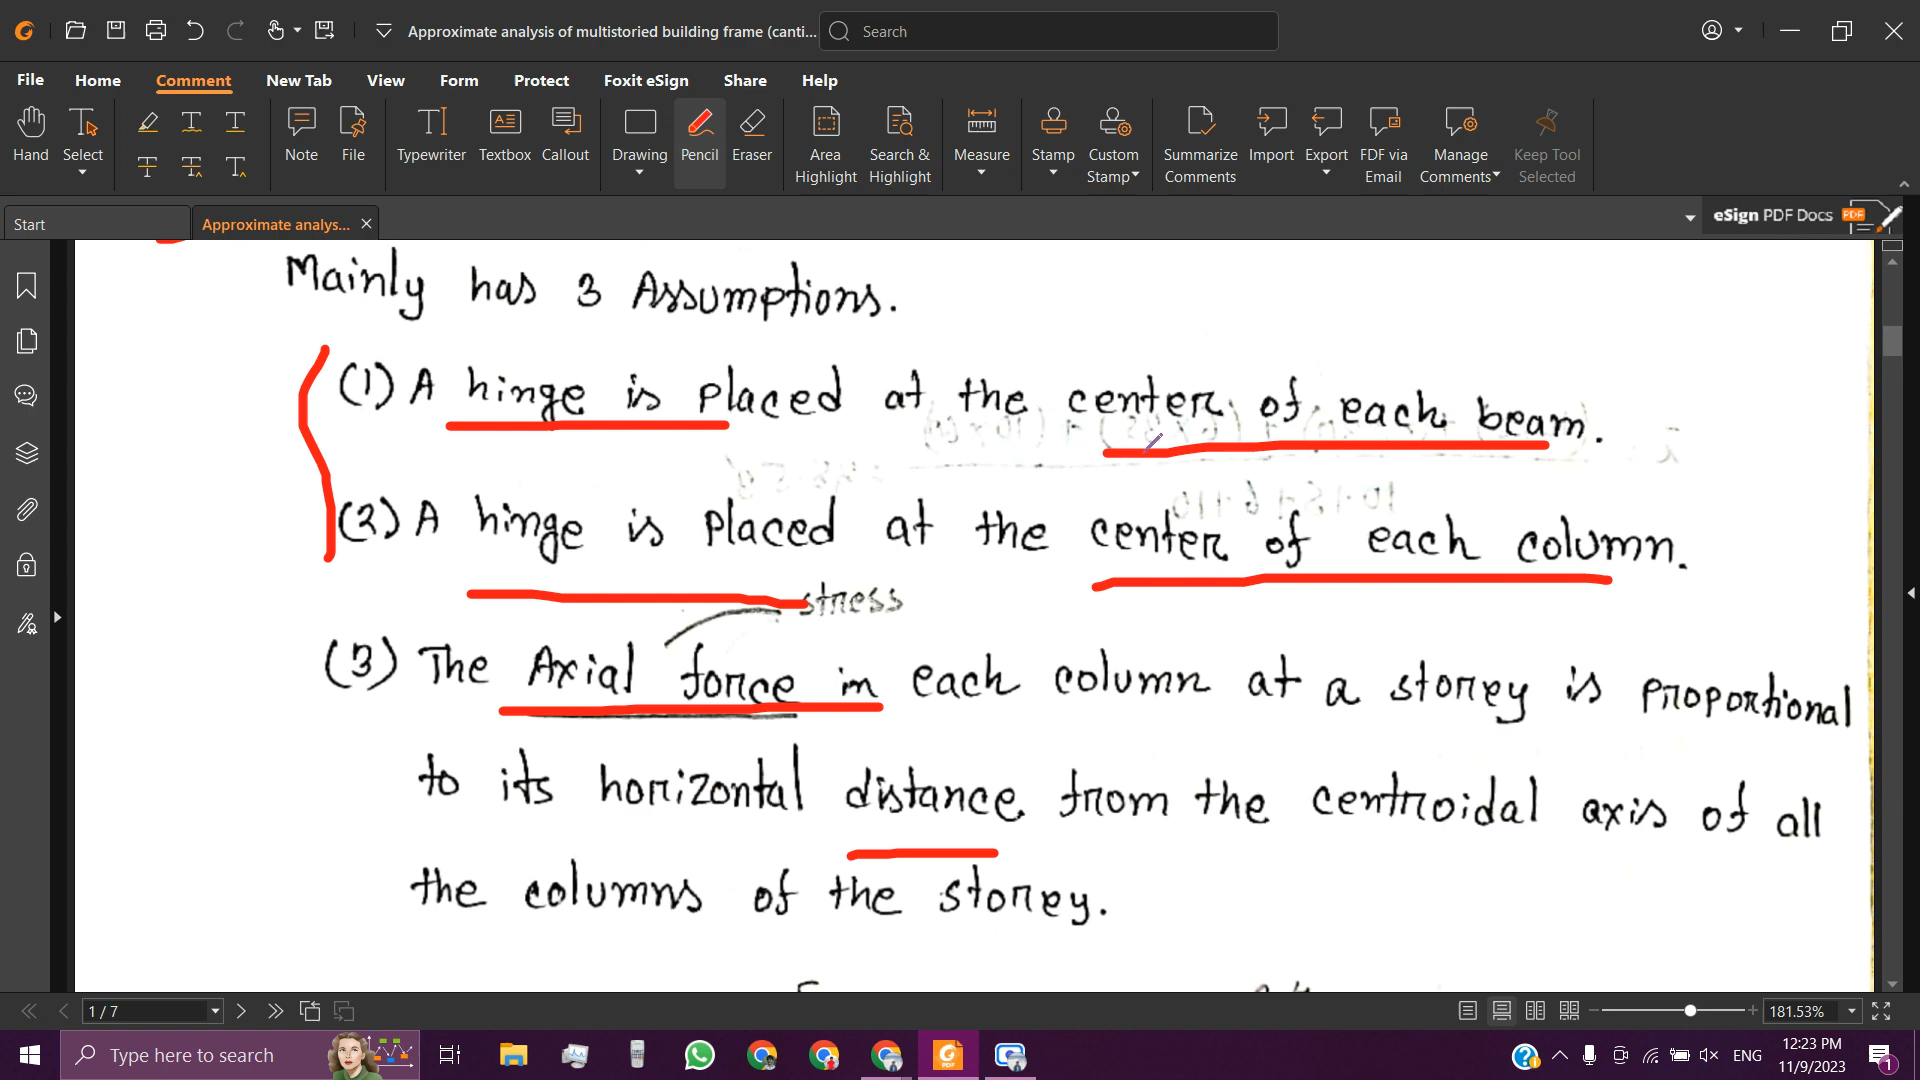 Approximate analysis of multistoried building frame (canti...
Search
File Home Comment New Tab View Form Protect Foxit eSign Share Help
Hand Select Note File Typewriter Textbox Callout Drawing Pencil Eraser Area Highlight Search & Highlight Measure Stamp Custom Stamp Summarize Comments Import Export FDF via Email Manage Comments Keep Tool Selected
Start
Approximate analys...
eSign PDF Docs
PDF
Mainly has 3 Assumptions.
(1) A hinge is placed at the center of each beam.
(2) A hinge is placed at the center of each column.
stress
(3) The Axial force in each column at a storey is proportional
to its horizontal distance from the centroidal axis of all
the columns of the storey.
1 / 7
181.53%
Type here to search
ENG
12:23 PM
11/9/2023
1